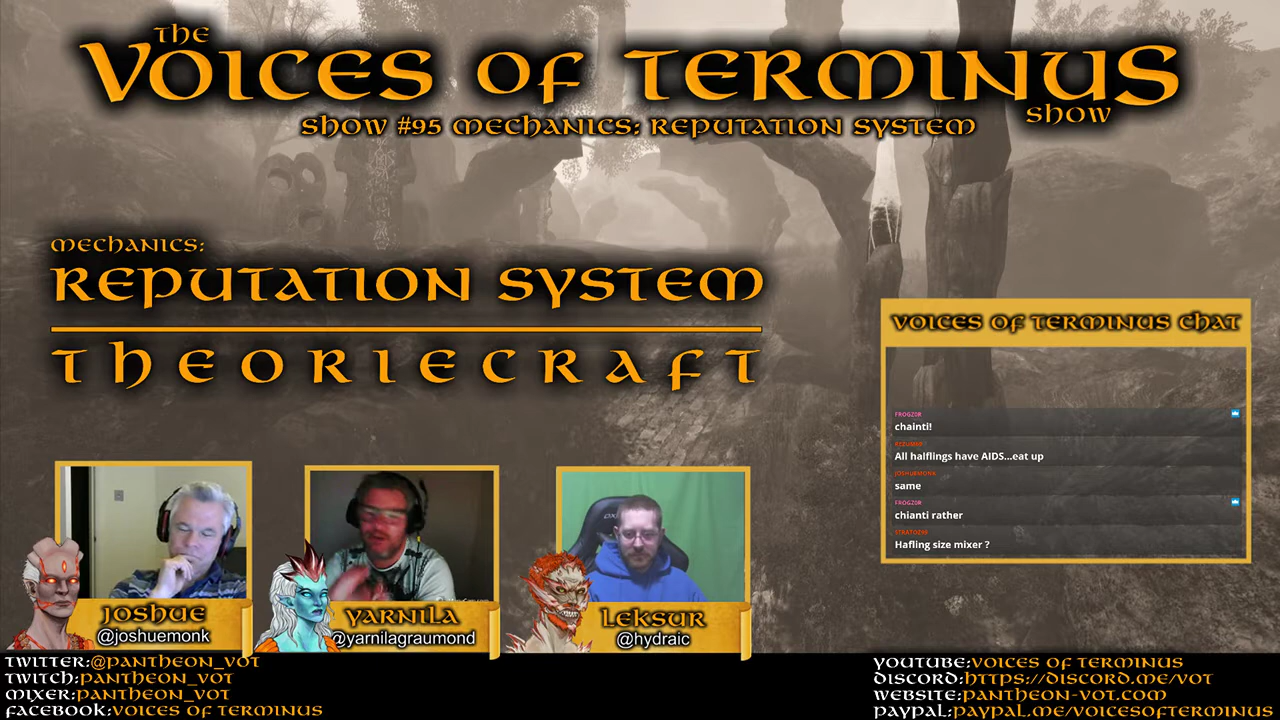 THE
VOICES OF TERMINUS
SHOW
SHOW #95 MECHANICS: REPUTATION SYSTEM
MECHANICS:
REPUTATION SYSTEM
THEORIECRAFT
VOICES OF TERMINUS CHAT
FROGZ0R
chainti!
All halflings have AIDS...eat up
JOSHUEMONK
same
FROGZ0R
chianti rather
Hafling size mixer ?
JOSHUE
@joshuemonk
YARNILA
@yarnilagraumond
LEKSUR
@hydraic
TWITTER:@PANTHEON_VOT
TWITCH:PANTHEON_VOT
MIXER:PANTHEON_VOT
FACEBOOK:VOICES OF TERMINUS
YOUTUBE:VOICES OF TERMINUS
DISCORD:HTTPS://DISCORD.ME/VOT
WEBSITE:PANTHEON-VOT.COM
PAYPAL:PAYPAL.ME/VOICESOFTERMINUS